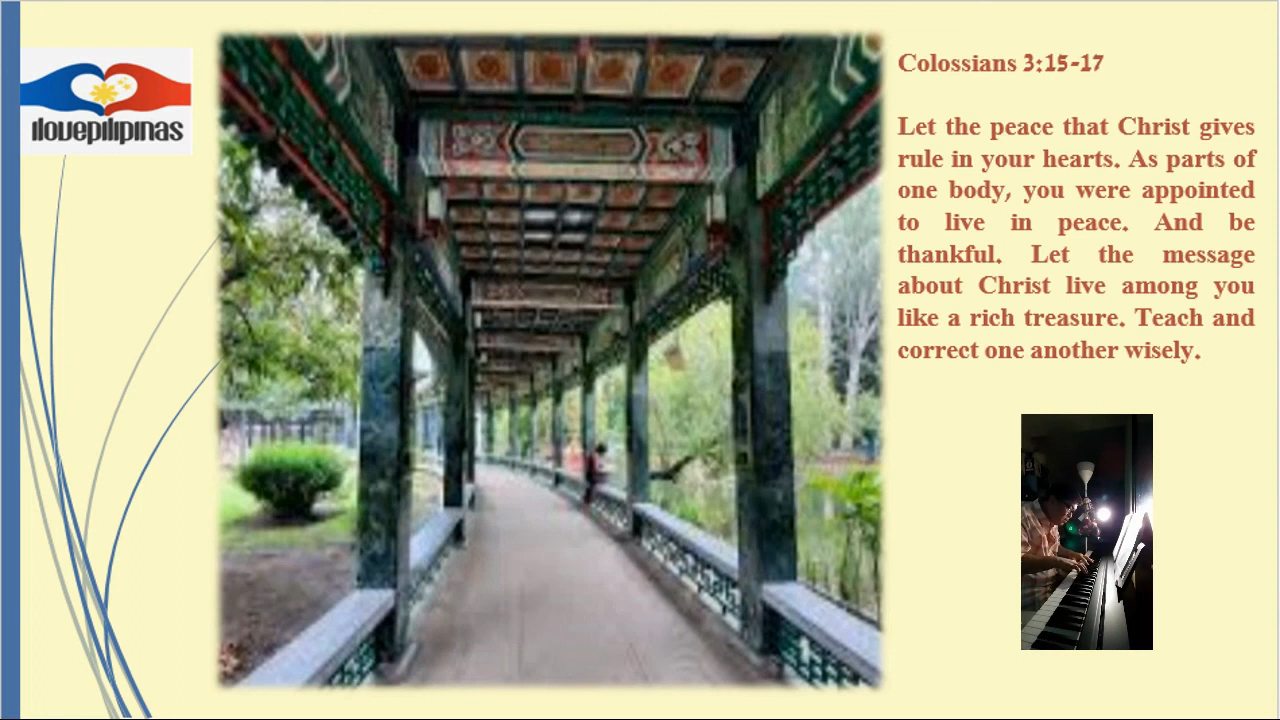 ilovepilipinas
Colossians 3:15-17
Let the peace that Christ gives
rule in your hearts. As parts of
one body, you were appointed
to live in peace. And be
thankful. Let the message
about Christ live among you
like a rich treasure. Teach and
correct one another wisely.